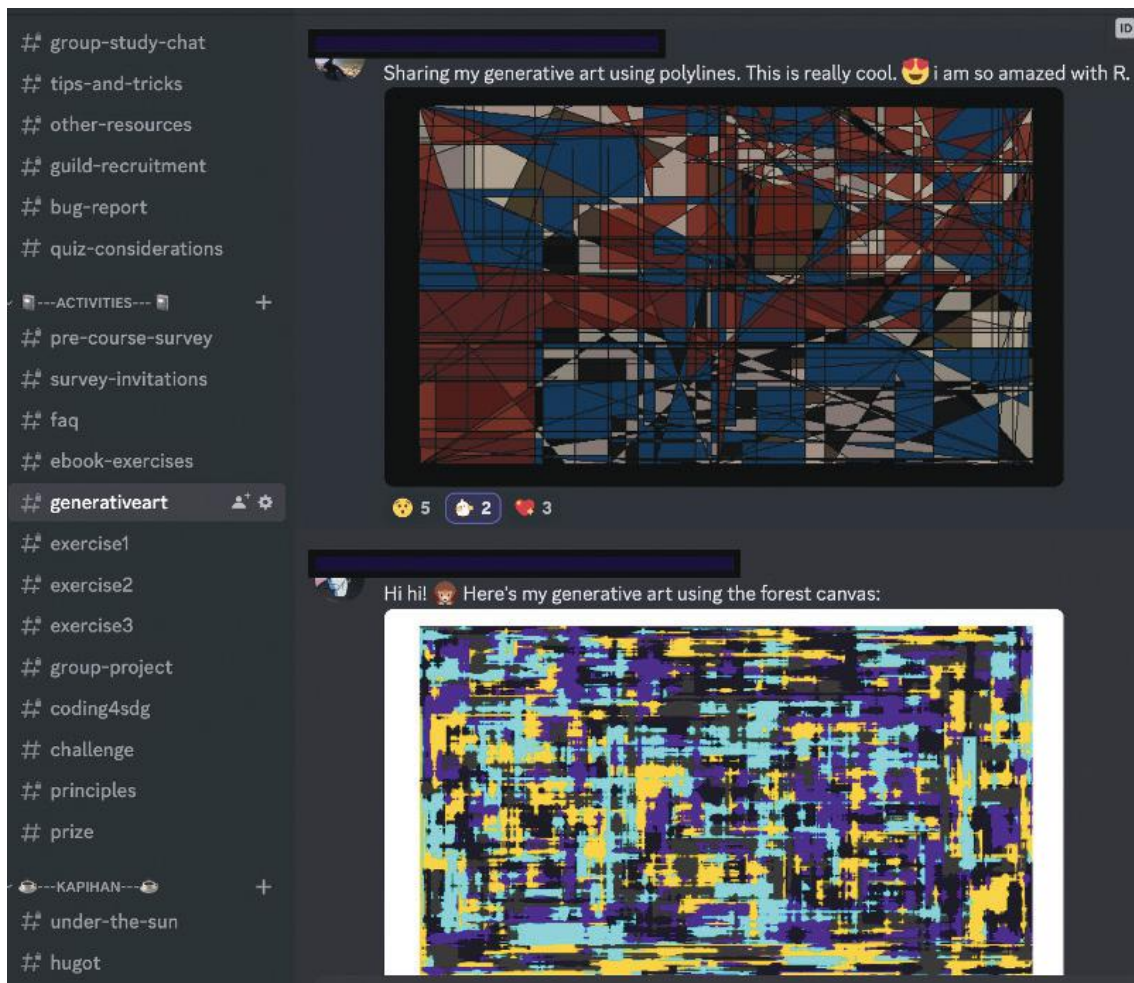 group-study-chat
tips-and-tricks
other-resources
guild-recruitment
bug-report
quiz-considerations
---ACTIVITIES---
pre-course-survey
survey-invitations
faq
ebook-exercises
generativeart
exercise1
exercise2
exercise3
group-project
coding4sdg
challenge
principles
prize
---KAPIHAN---
under-the-sun
hugot
ID
Sharing my generative art using polylines. This is really cool. 😍 i am so amazed with R.
5 2 3
Hi hi! Here's my generative art using the forest canvas: